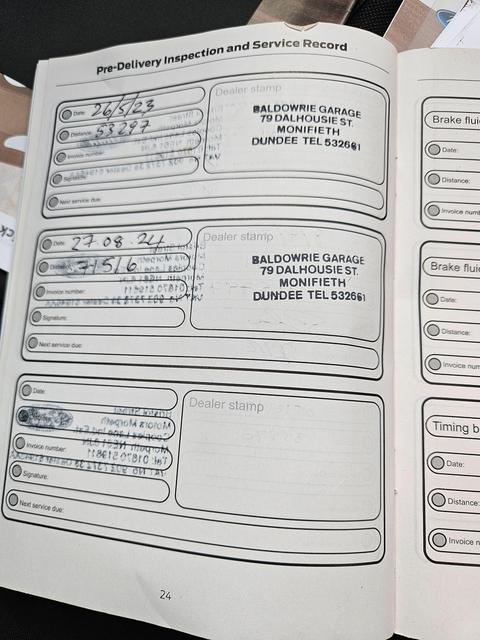 Pre-Delivery Inspection and Service Record
Date: 26/5/23
Distance: 53297
Invoice number:
Signature:
Next service due:
Dealer stamp
BALDOWRIE GARAGE
79 DALHOUSIE ST.
MONIFIETH
DUNDEE TEL 532661
Date: 27.08.24
Distance: 71516
Invoice number:
Signature:
Next service due:
Dealer stamp
BALDOWRIE GARAGE
79 DALHOUSIE ST.
MONIFIETH
DUNDEE TEL 532661
Date:
Invoice number:
Signature:
Next service due:
Dealer stamp
24
Brake flui
Date:
Distance:
Invoice num
Brake flui
Date:
Distance:
Invoice num
Timing b
Date:
Distance:
Invoice n